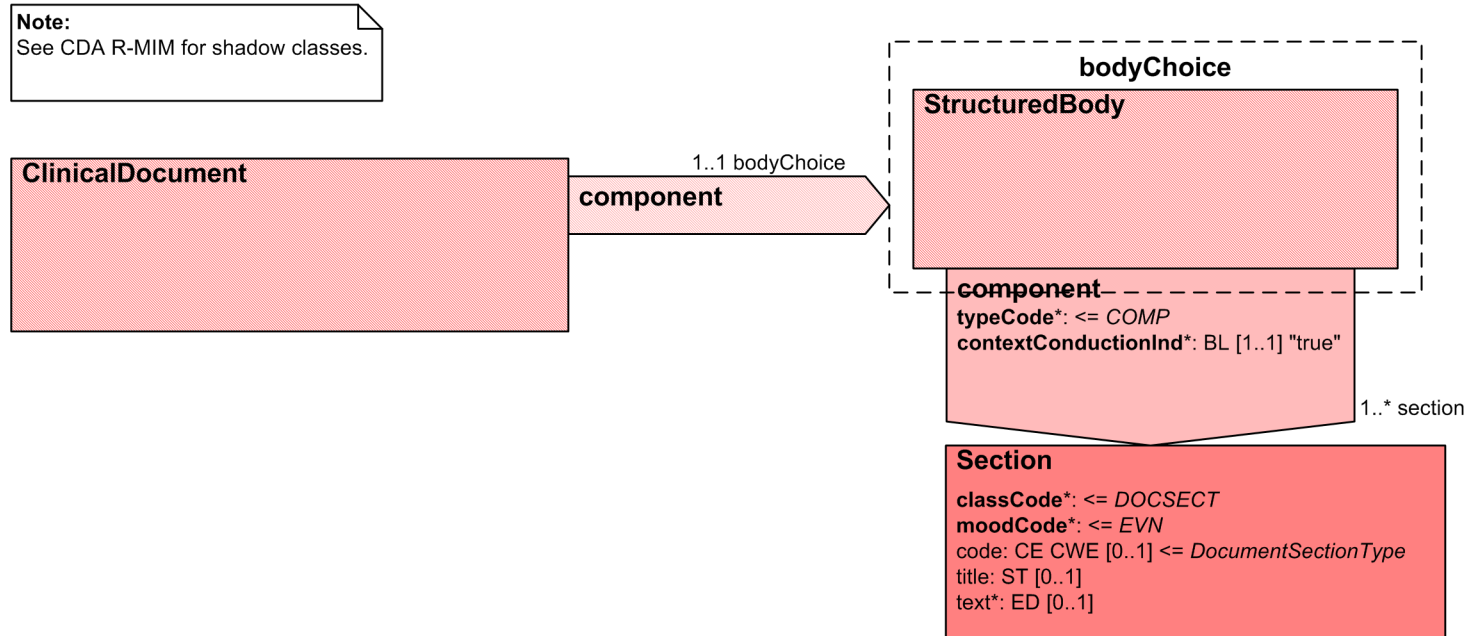 Note:
See CDA R-MIM for shadow classes.
bodyChoice
StructuredBody
ClinicalDocument
1..1 bodyChoice
component
component
typeCode*: <= COMP
contextConductionInd*: BL [1..1] "true"
1..* section
Section
classCode*: <= DOCSECT
moodCode*: <= EVN
code: CE CWE [0..1] <= DocumentSectionType
title: ST [0..1]
text*: ED [0..1]